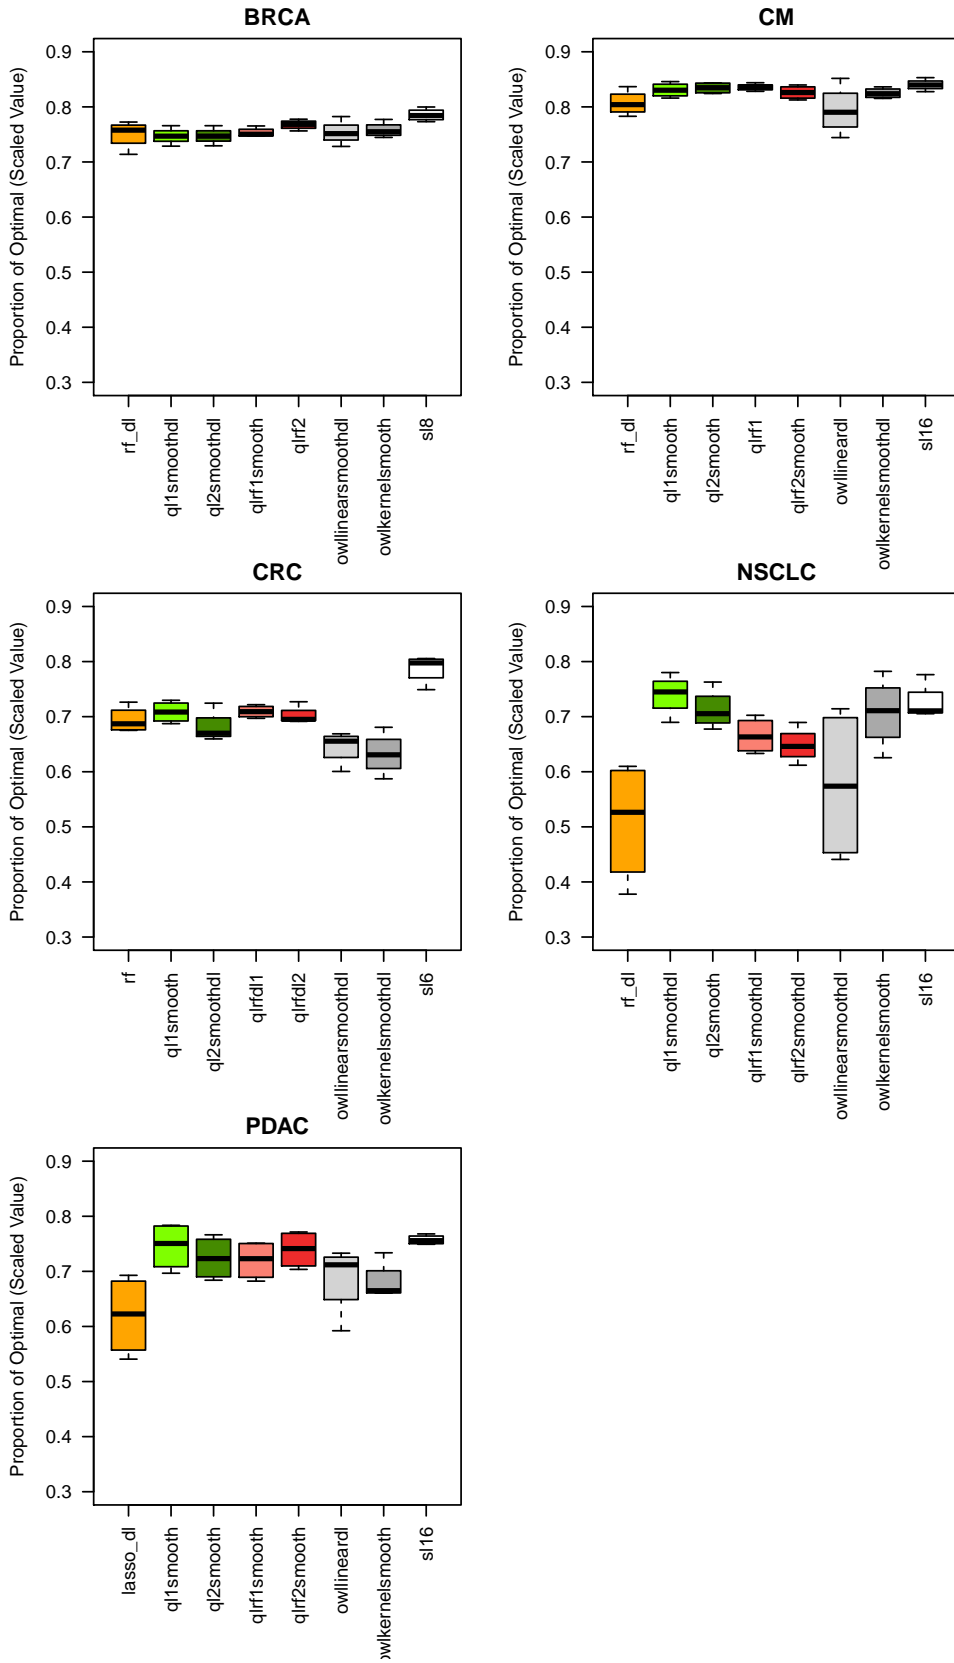 BRCA
Proportion of Optimal (Scaled Value)
0.9
0.8
0.7
0.6
0.5
0.4
0.3
rf_dl
ql1smoothdl
ql2smoothdl
qlrf1smooth
qlrf2
owllinearsmoothdl
owlkernelsmooth
sl8
CM
Proportion of Optimal (Scaled Value)
0.9
0.8
0.7
0.6
0.5
0.4
0.3
rf_dl
ql1smooth
ql2smooth
qlrf1
qlrf2smooth
owllineardl
owlkernelsmoothdl
sl16
CRC
Proportion of Optimal (Scaled Value)
0.9
0.8
0.7
0.6
0.5
0.4
0.3
rf
ql1smooth
ql2smoothdl
qlrfdl1
qlrfdl2
owllinearsmoothdl
owlkernelsmoothdl
sl6
NSCLC
Proportion of Optimal (Scaled Value)
0.9
0.8
0.7
0.6
0.5
0.4
0.3
rf_dl
ql1smoothdl
ql2smooth
qlrf1smoothdl
qlrf2smoothdl
owllinearsmoothdl
owlkernelsmooth
sl16
PDAC
Proportion of Optimal (Scaled Value)
0.9
0.8
0.7
0.6
0.5
0.4
0.3
lasso_dl
ql1smooth
ql2smooth
qlrf1smooth
qlrf2smooth
owllineardl
owlkernelsmooth
sl16